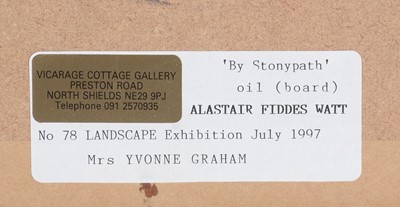 VICARAGE COTTAGE GALLERY
PRESTON ROAD
NORTH SHIELDS NE29 9PJ
Telephone 091 2570935
'By Stonypath'
oil (board)
ALASTAIR FIDDES WATT
No 78 LANDSCAPE Exhibition July 1997
Mrs YVONNE GRAHAM